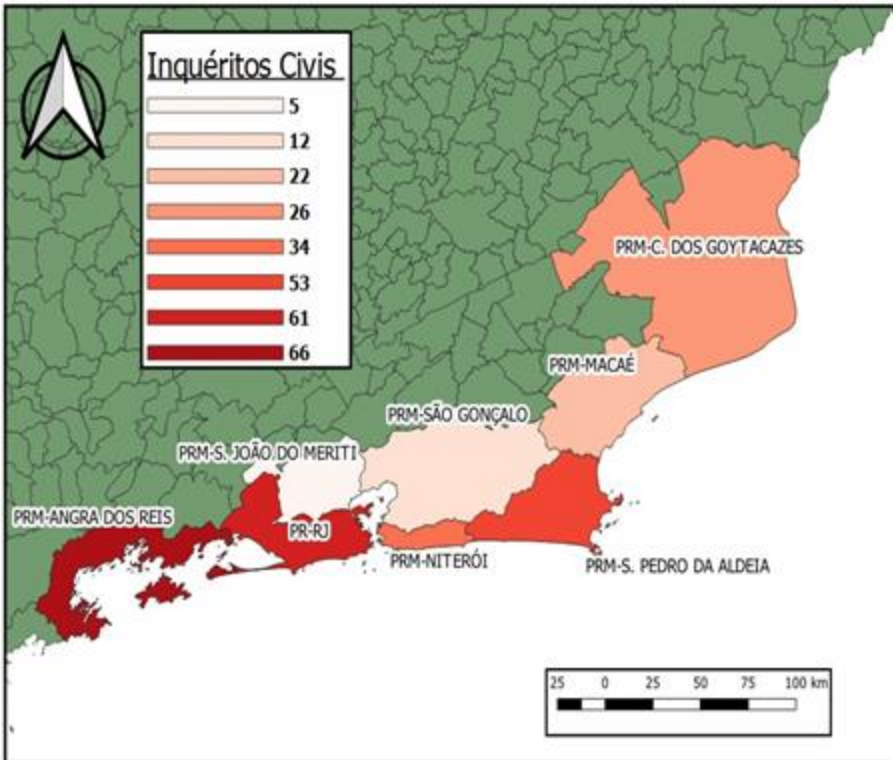 Inquéritos Civis
5
12
22
26
34
53
61
66
PRM-C. DOS GOYTACAZES
PRM-MACAÉ
PRM-SÃO GONÇALO
PRM-S. JOÃO DO MERITI
PRM-ANGRA DOS REIS
PR-RJ
PRM-NITERÓI
PRM-S. PEDRO DA ALDEIA
25 0 25 50 75 100 km